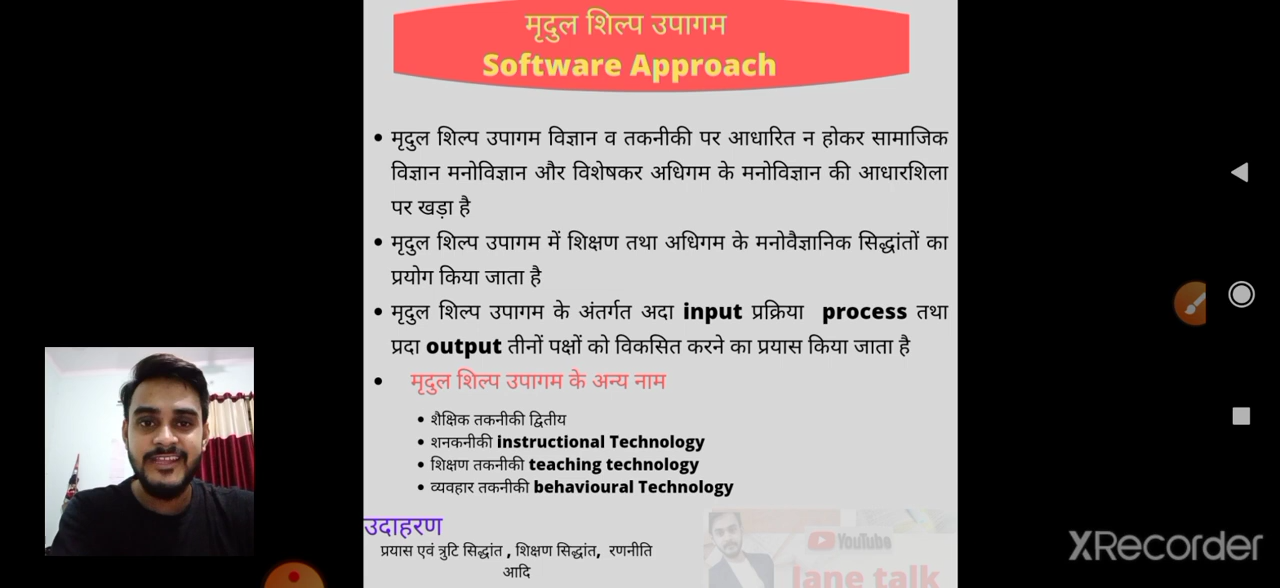 मृदुल शिल्प उपागम
Software Approach
मृदुल शिल्प उपागम विज्ञान व तकनीकी पर आधारित न होकर सामाजिक
विज्ञान मनोविज्ञान और विशेषकर अधिगम के मनोविज्ञान की आधारशिला
पर खड़ा है
मृदुल शिल्प उपागम में शिक्षण तथा अधिगम के मनोवैज्ञानिक सिद्धांतों का
प्रयोग किया जाता है
मृदुल शिल्प उपागम के अंतर्गत अदा input प्रक्रिया process तथा
प्रदा output तीनों पक्षों को विकसित करने का प्रयास किया जाता है
मृदुल शिल्प उपागम के अन्य नाम
शैक्षिक तकनीकी द्वितीय
शनकनीकी instructional Technology
शिक्षण तकनीकी teaching technology
व्यवहार तकनीकी behavioural Technology
उदाहरण
प्रयास एवं त्रुटि सिद्धांत , शिक्षण सिद्धांत, रणनीति
आदि
YouTube
lane talk
XRecorder